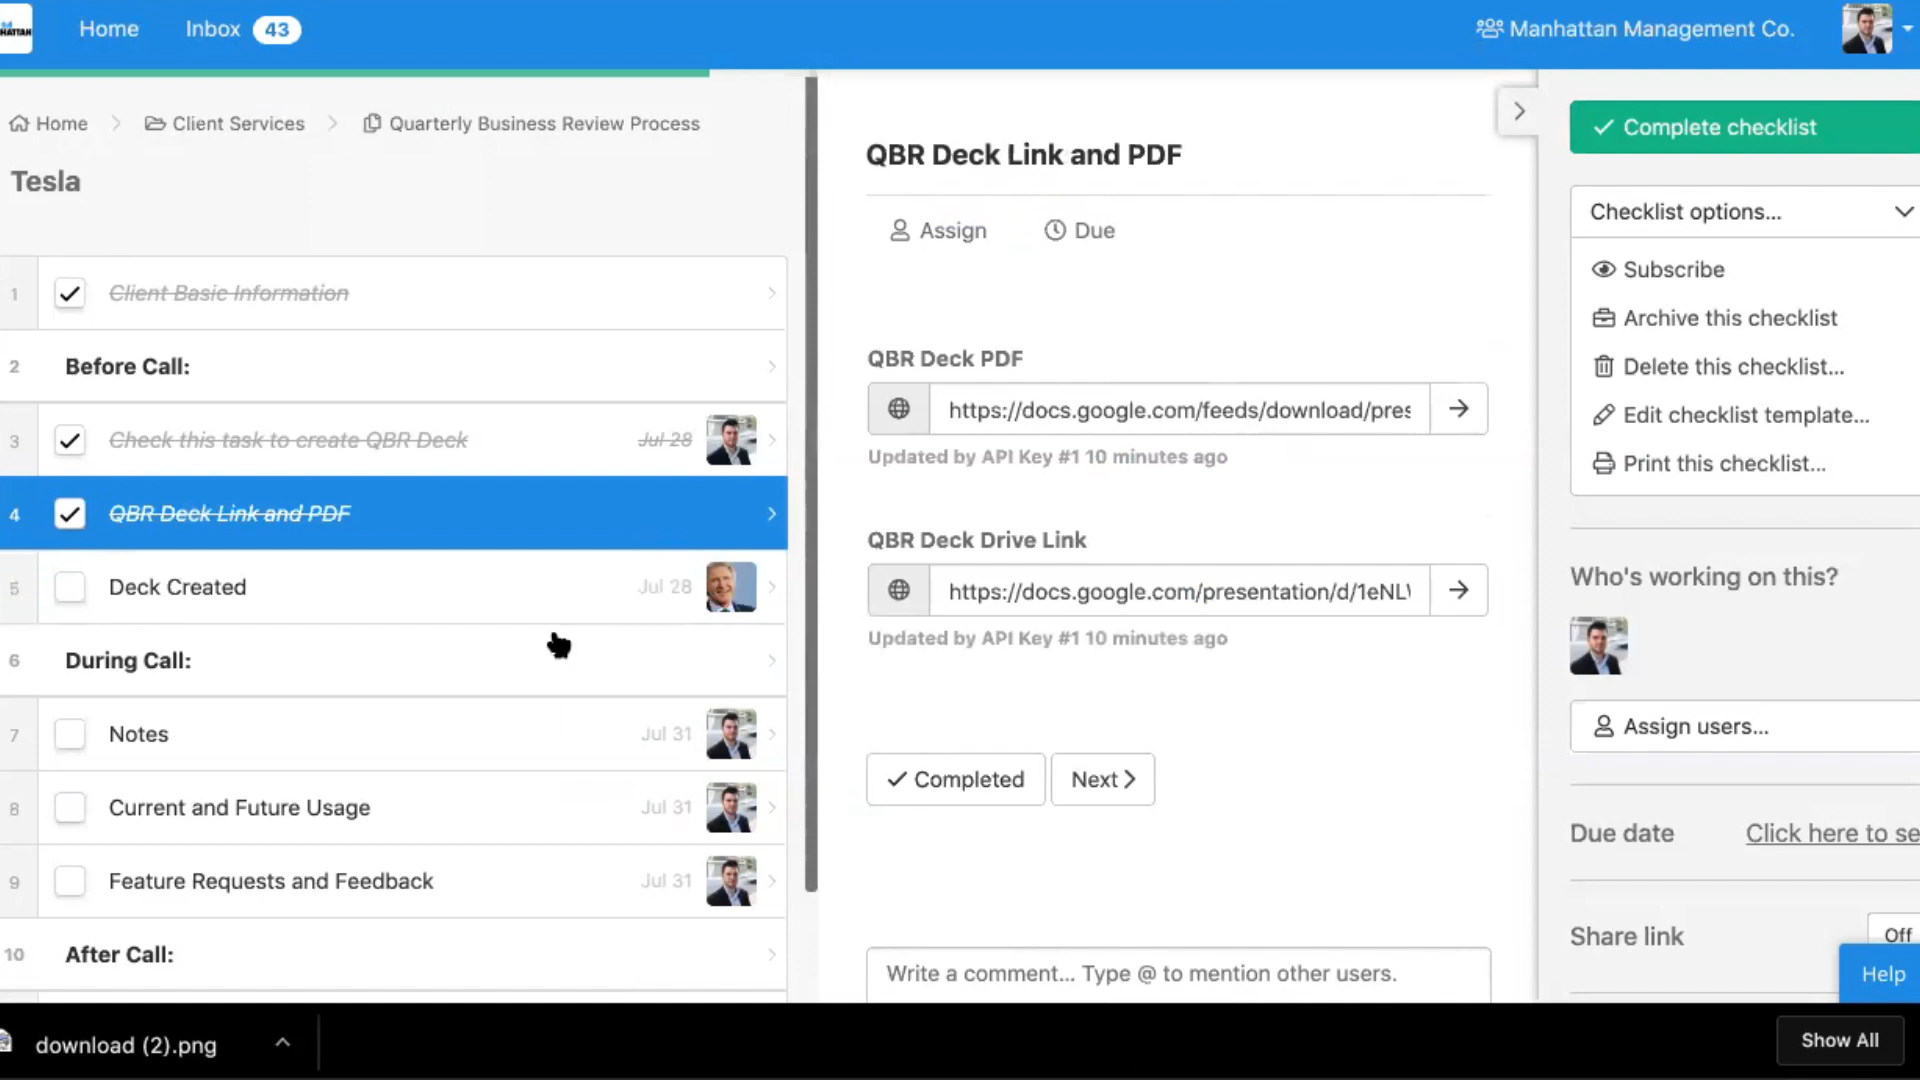 Home
Inbox 43
Manhattan Management Co.
Home
Client Services
Quarterly Business Review Process
Tesla
1 Client Basic Information
2 Before Call:
3 Check this task to create QBR Deck Jul 28
4 QBR Deck Link and PDF
5 Deck Created Jul 28
6 During Call:
7 Notes Jul 31
8 Current and Future Usage Jul 31
9 Feature Requests and Feedback Jul 31
10 After Call:
QBR Deck Link and PDF
Assign
Due
QBR Deck PDF
https://docs.google.com/feeds/download/pres
Updated by API Key #1 10 minutes ago
QBR Deck Drive Link
https://docs.google.com/presentation/d/1eNL
Updated by API Key #1 10 minutes ago
Completed
Next
Write a comment... Type @ to mention other users.
Complete checklist
Checklist options...
Subscribe
Archive this checklist
Delete this checklist...
Edit checklist template...
Print this checklist...
Who's working on this?
Assign users...
Due date
Click here to se
Share link
Off
Help
download (2).png
Show All